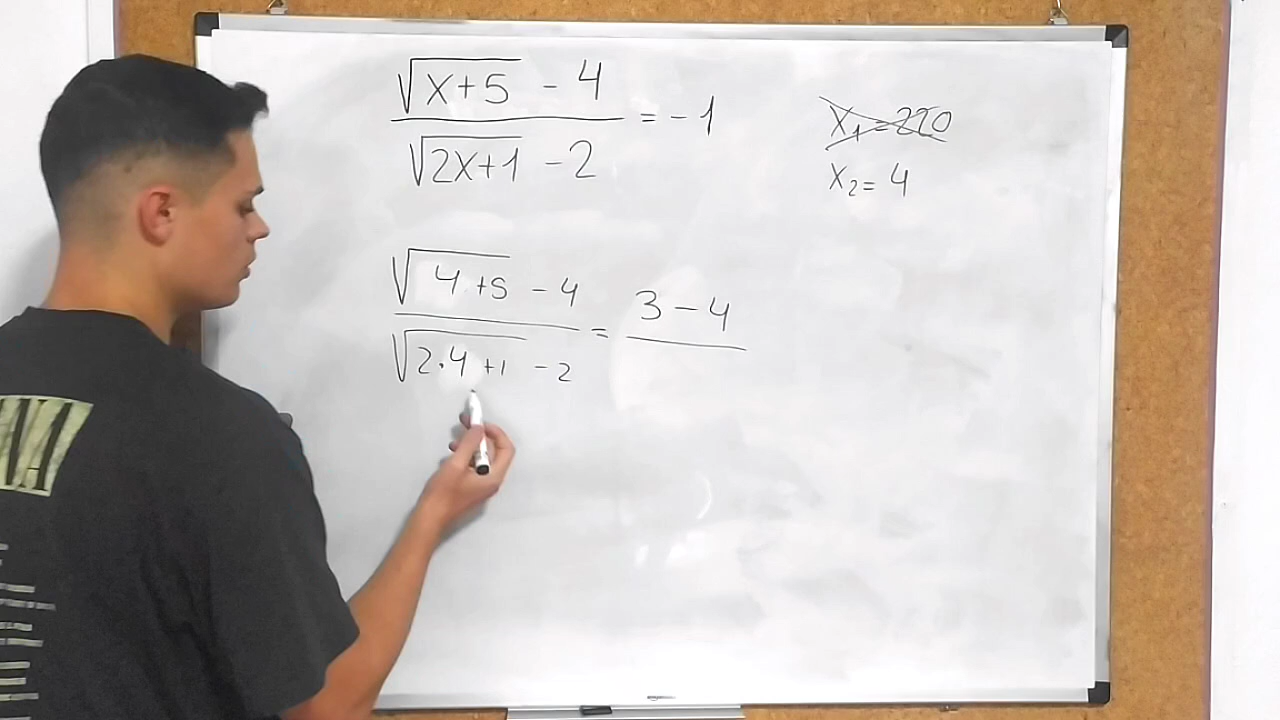 √x+5 - 4
= -1
√2x+1 - 2
x₁ = 220
x₂ = 4
√4+5 - 4
= 3 - 4
√2·4+1 - 2